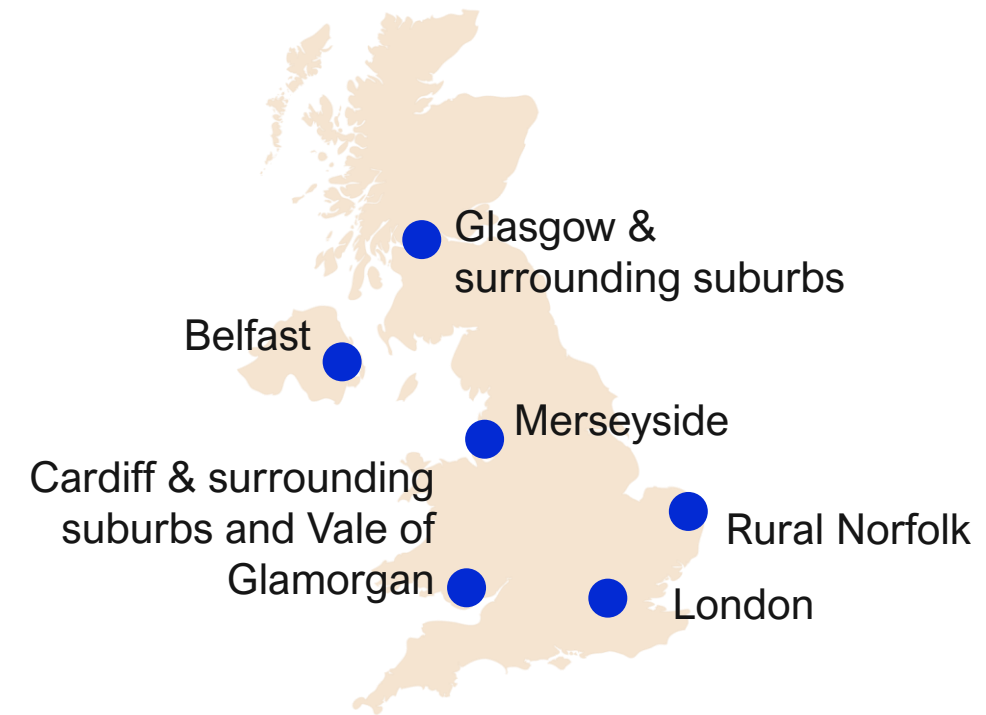 Glasgow &
surrounding suburbs
Belfast
Merseyside
Cardiff & surrounding
suburbs and Vale of
Glamorgan
Rural Norfolk
London